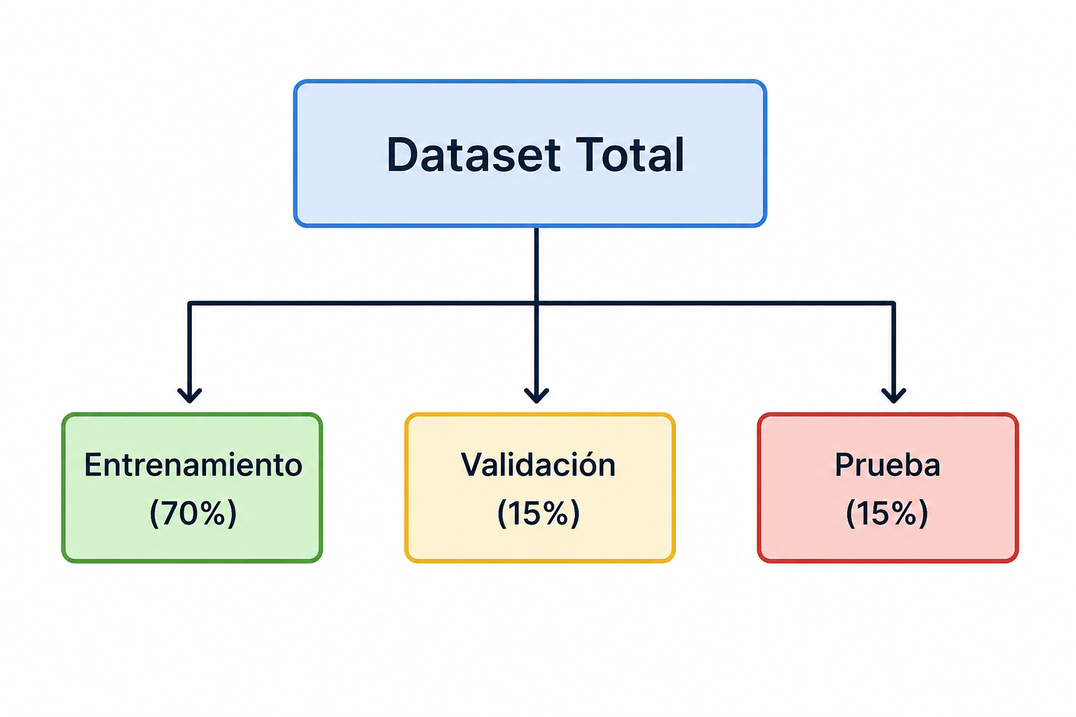 Dataset Total
Entrenamiento
(70%)
Validación
(15%)
Prueba
(15%)